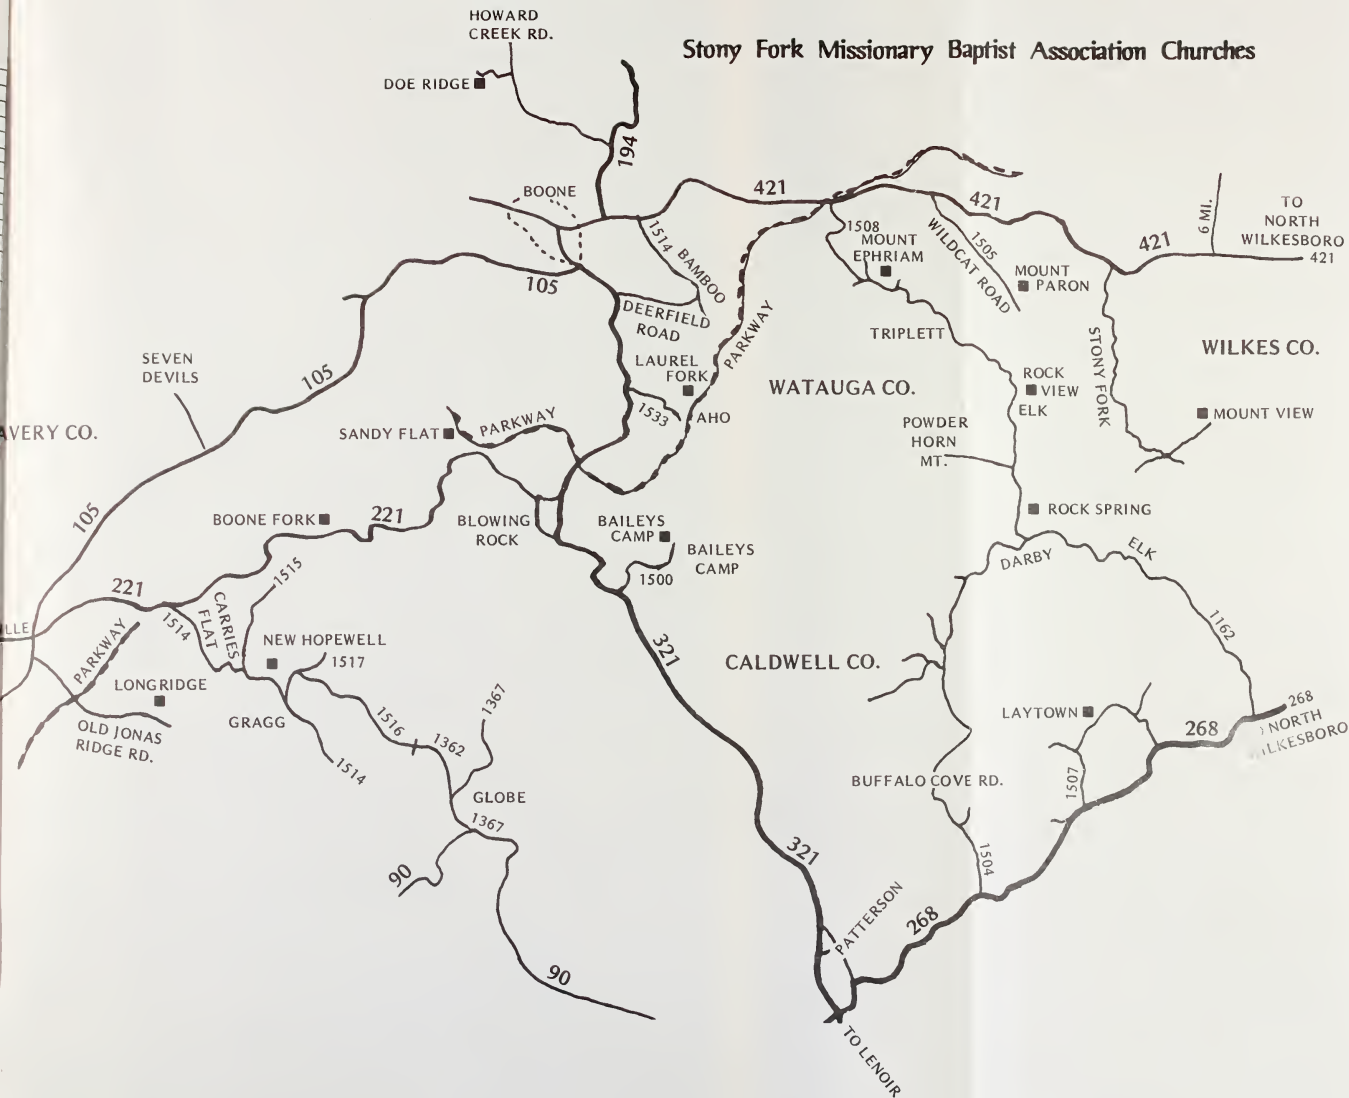 HOWARD
CREEK RD.
Stony Fork Missionary Baptist Association Churches
DOE RIDGE
194
BOONE
421
421
6 MI.
TO
NORTH
WILKESBORO
421
421
1514
BAMBOO
1508
MOUNT
EPHRIAM
WILDCAT ROAD
1505
MOUNT
PARON
105
DEERFIELD
ROAD
PARKWAY
TRIPLETT
STONY FORK
WILKES CO.
SEVEN
DEVILS
105
LAUREL
FORK
WATAUGA CO.
ROCK
VIEW
ELK
1533
AHO
MOUNT VIEW
AVERY CO.
SANDY FLAT
PARKWAY
POWDER
HORN
MT.
105
BOONE FORK
221
BLOWING
ROCK
BAILEYS
CAMP
BAILEYS
CAMP
1500
ROCK SPRING
DARBY
ELK
221
1515
1514
CARRIES
FLAT
1162
LLE
PARKWAY
NEW HOPEWELL
1517
321
CALDWELL CO.
LONGRIDGE
GRAGG
OLD JONAS
RIDGE RD.
1516
1362
1367
1514
LAYTOWN
268
268
NORTH
LKESBORO
GLOBE
1367
BUFFALO COVE RD.
1507
90
321
1504
PATTERSON
268
90
TO LENOIR